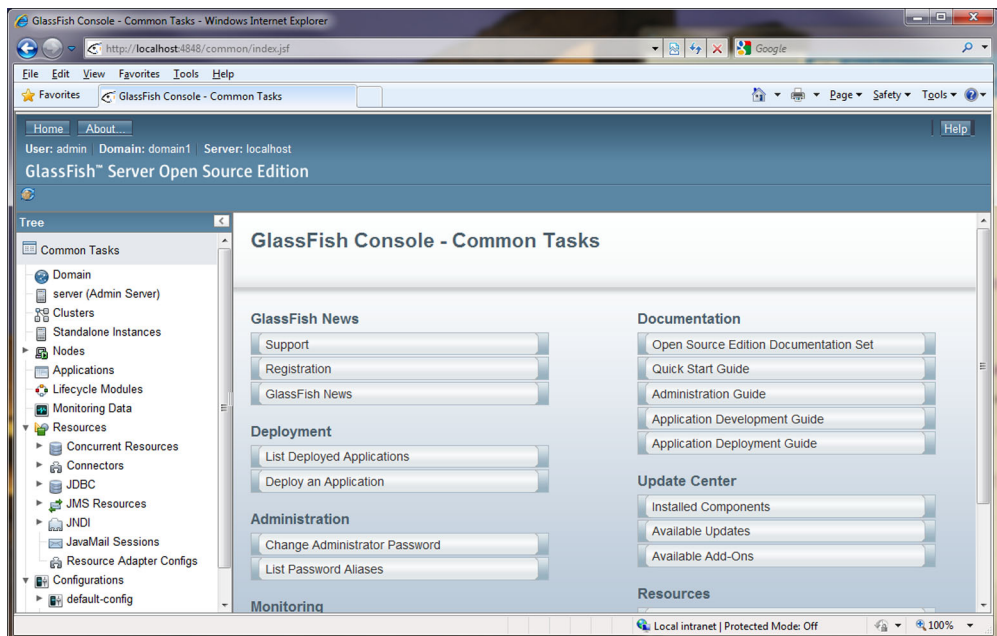 GlassFish Console - Common Tasks - Windows Internet Explorer
http://localhost:4848/common/index.jsf
Google
File Edit View Favorites Tools Help
Favorites
GlassFish Console - Common Tasks
Page Safety Tools
Home About...
Help
User: admin Domain: domain1 Server: localhost
GlassFish™ Server Open Source Edition
Tree
Common Tasks
Domain
server (Admin Server)
Clusters
Standalone Instances
Nodes
Applications
Lifecycle Modules
Monitoring Data
Resources
Concurrent Resources
Connectors
JDBC
JMS Resources
JNDI
JavaMail Sessions
Resource Adapter Configs
Configurations
default-config
GlassFish Console - Common Tasks
GlassFish News
Support
Registration
GlassFish News
Deployment
List Deployed Applications
Deploy an Application
Administration
Change Administrator Password
List Password Aliases
Monitoring
Documentation
Open Source Edition Documentation Set
Quick Start Guide
Administration Guide
Application Development Guide
Application Deployment Guide
Update Center
Installed Components
Available Updates
Available Add-Ons
Resources
Local intranet | Protected Mode: Off
100%